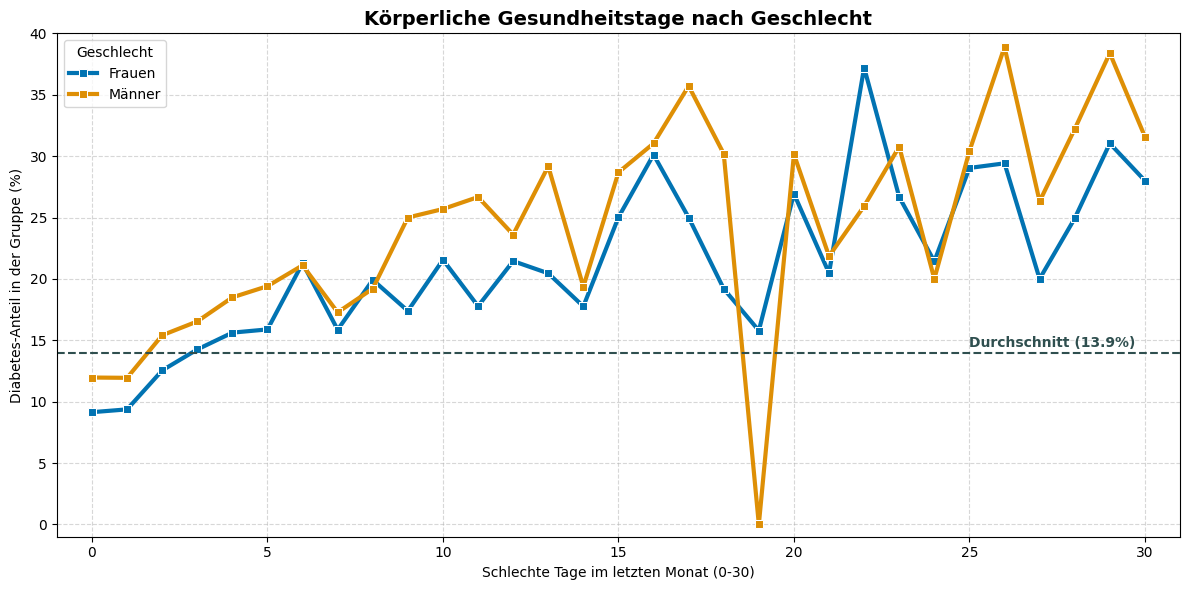 Körperliche Gesundheitstage nach Geschlecht
Geschlecht
Frauen
Männer
Diabetes-Anteil in der Gruppe (%)
40
35
30
25
20
15
10
5
0
Durchschnitt (13.9%)
0 5 10 15 20 25 30
Schlechte Tage im letzten Monat (0-30)